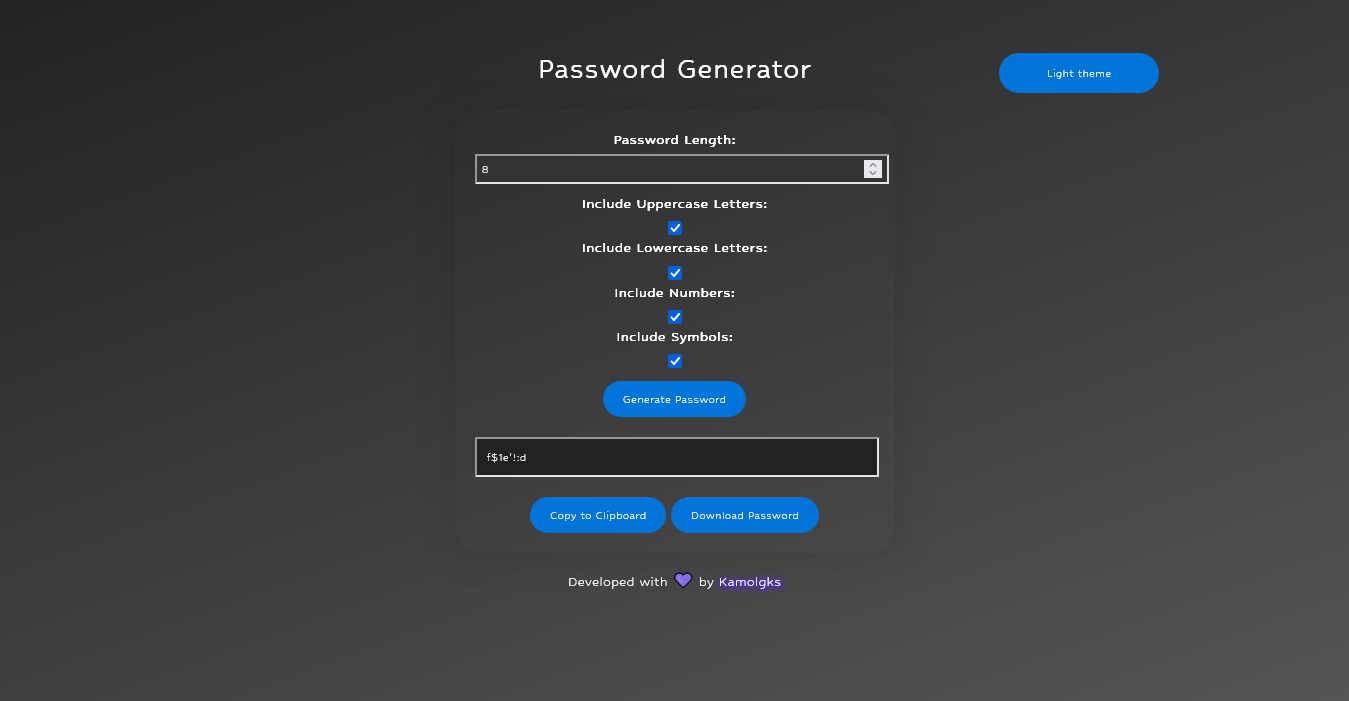 Password Generator
Light theme
Password Length:
8
Include Uppercase Letters:
Include Lowercase Letters:
Include Numbers:
Include Symbols:
Generate Password
f$1e'!:d
Copy to Clipboard
Download Password
Developed with 💜 by Kamolgks